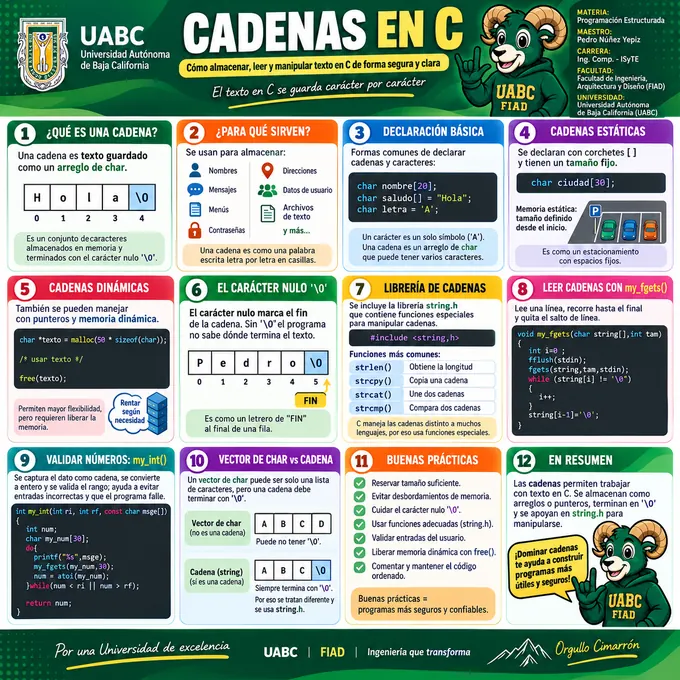 UABC
Universidad Autónoma
de Baja California
CADENAS EN C
Cómo almacenar, leer y manipular texto en C de forma segura y clara
El texto en C se guarda carácter por carácter
UABC
FIAD
MATERIA:
Programación Estructurada
MAESTRO:
Pedro Núñez Yepiz
CARRERA:
Ing. Comp. - ISyTE
FACULTAD:
Facultad de Ingeniería,
Arquitectura y Diseño (FIAD)
UNIVERSIDAD:
Universidad Autónoma
de Baja California (UABC)
1 ¿QUÉ ES UNA CADENA?
Una cadena es texto guardado
como un arreglo de char.
H o l a \0
0 1 2 3 4
Es un conjunto decaracteres
almacenados en memoria y
terminados con el carácter nulo '\0'.
2 ¿PARA QUÉ SIRVEN?
Se usan para almacenar:
Nombres
Mensajes
Menús
Contraseñas
Direcciones
Datos de usuario
Archivos
de texto
y más...
Una cadena es como una palabra
escrita letra por letra en casillas.
3 DECLARACIÓN BÁSICA
Formas comunes de declarar
cadenas y caracteres:
char nombre[20];
char saludo[] = "Hola";
char letra = 'A';
Un carácter es un solo símbolo ('A').
Una cadena es un arreglo de char
que puede tener varios caracteres.
4 CADENAS ESTÁTICAS
Se declaran con corchetes [ ]
y tienen un tamaño fijo.
char ciudad[30];
Memoria estática:
tamaño definido
desde el inicio.
P
Es como un estacionamiento
con espacios fijos.
5 CADENAS DINÁMICAS
También se pueden manejar
con punteros y memoria dinámica.
char *texto = malloc(50 * sizeof(char));
/* usar texto */
free(texto);
Permiten mayor flexibilidad,
pero requieren liberar la
memoria.
Rentar
según
necesidad
6 EL CARÁCTER NULO '\0'
El carácter nulo marca el fin
de la cadena. Sin '\0' el programa
no sabe dónde termina el texto.
P e d r o \0
0 1 2 3 4 5
FIN
Es como un letrero de "FIN"
al final de una fila.
7 LIBRERÍA DE CADENAS
Se incluye la librería string.h
que contiene funciones especiales
para manipular cadenas.
#include <string,h>
Funciones más comunes:
strlen() Obtiene la longitud
strcpy() Copia una cadena
strcat() Une dos cadenas
strcmp() Compara dos cadenas
C maneja las cadenas distinto a muchos
lenguajes, por eso usa funciones especiales.
8 LEER CADENAS CON my_fgets()
Lee una línea, recorre hasta el final
y quita el salto de línea.
void my_fgets(char string[],int tam)
{
int i=0 ;
fflush(stdin);
fgets(string,tam,stdin);
while (string[i] != '\0")
{
i++;
}
string[i-1]='\0';
}
9 VALIDAR NÚMEROS: my_int()
Se captura el dato como cadena, se convierte
a entero y se valida el rango; ayuda a evitar
entradas incorrectas y que el programa falle.
int my_int(int ri, int rf, const char msge[])
{
int num;
char my_num[30];
do{
printf("%s",msge);
my_fgets(my_num,30);
num = atoi(my_num);
}while(num < ri || num > rf);
return num;
}
10 VECTOR DE CHAR vs CADENA
Un vector de char puede ser solo una lista
de caracteres, pero una cadena debe
terminar con '\0'.
Vector de char
(no es una cadena)
A B C D
Puede no tener '\0'.
Cadena (string)
(sí es una cadena)
A B C \0
Siempre termina con '\0'.
Por eso se tratan diferente y
se usa string.h.
11 BUENAS PRÁCTICAS
Reservar tamaño suficiente.
Evitar desbordamientos de memoria.
Cuidar el carácter nulo '\0'.
Usar funciones adecuadas (string.h).
Validar entradas del usuario.
Liberar memoria dinámica con free().
Comentar y mantener el código
ordenado.
Buenas prácticas =
programas más seguros y confiables.
12 EN RESUMEN
Las cadenas permiten trabajar
con texto en C. Se almacenan como
arreglos o punteros, terminan en '\0'
y se apoyan en string.h para
manipularse.
¡Dominar cadenas
te ayuda a construir
programas más
útiles y seguros!
UABC
FIAD
Por una Universidad de excelencia
UABC | FIAD | Ingeniería que transforma
Orgullo Cimarrón